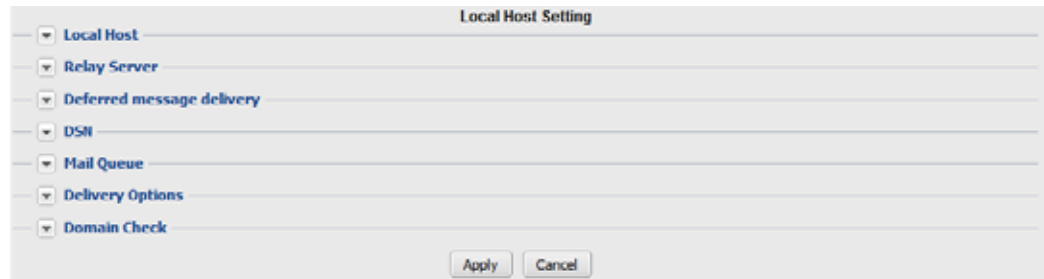 Local Host Setting
Local Host
Relay Server
Deferred message delivery
DSN
Mail Queue
Delivery Options
Domain Check
Apply Cancel